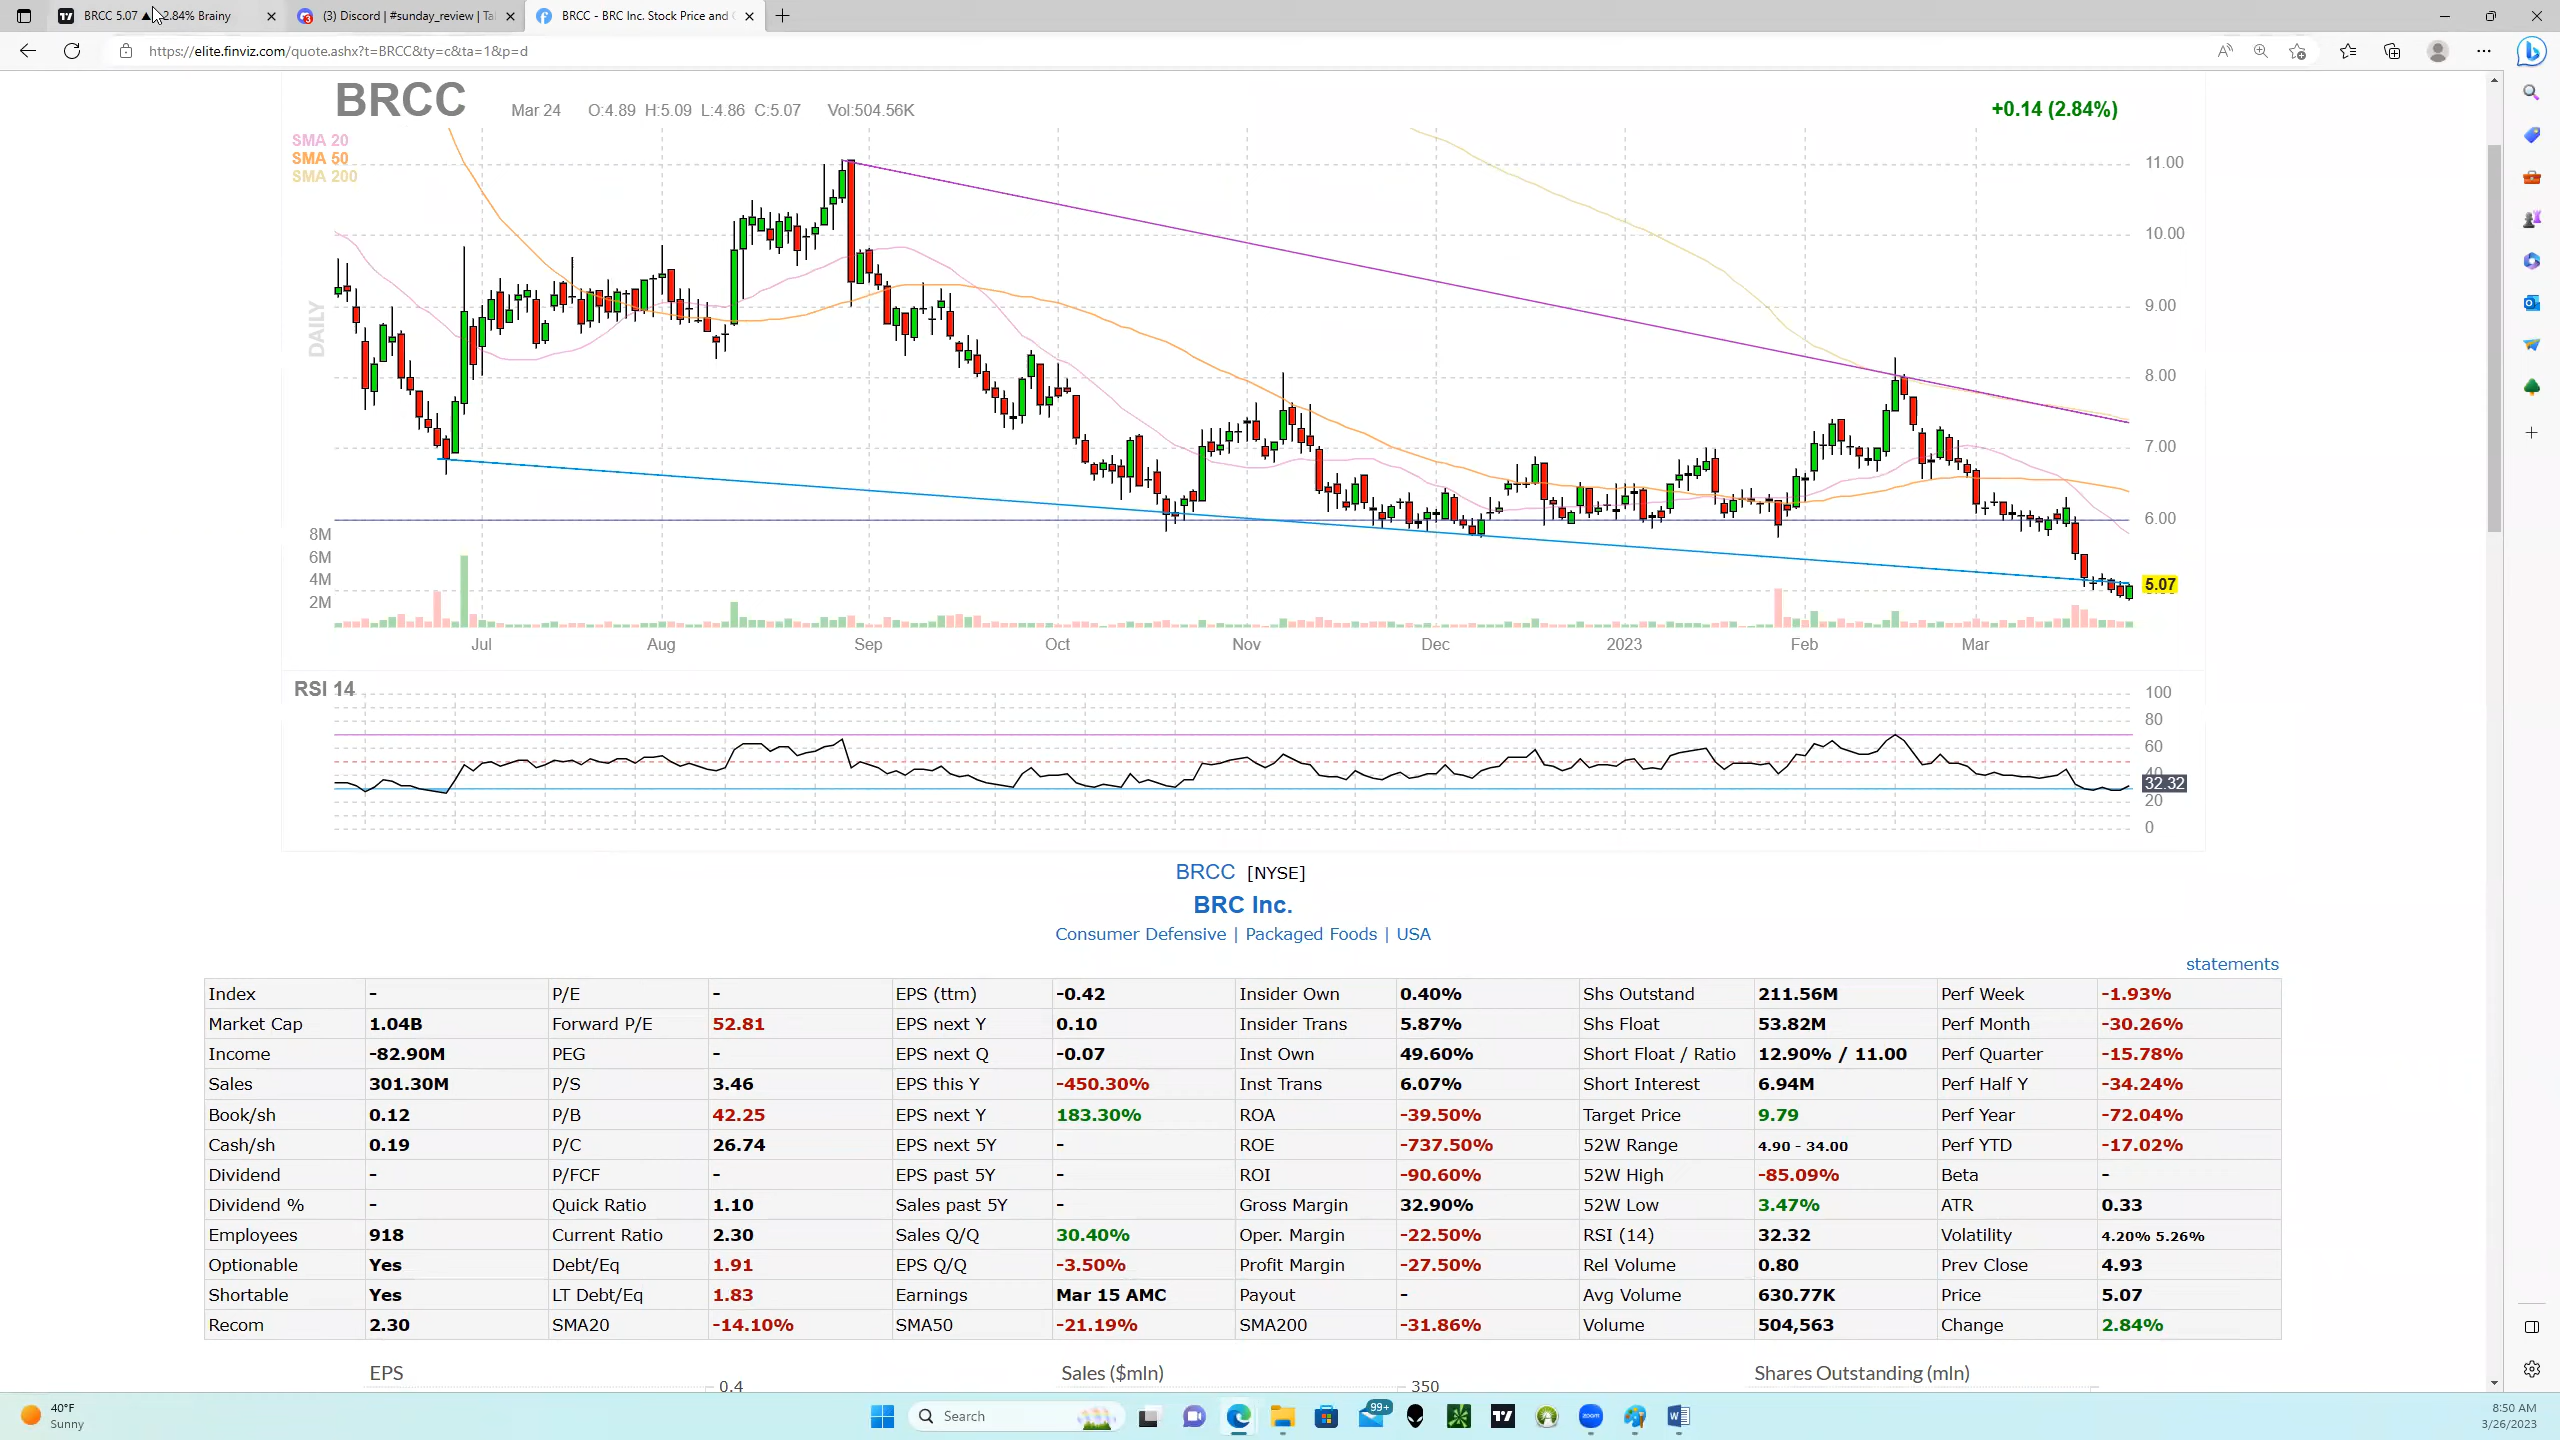 BRCC 5.07 ▲ 2.84% Brainy
(3) Discord | #sunday_review | Tal
BRCC - BRC Inc. Stock Price and
https://elite.finviz.com/quote.ashx?t=BRCC&ty=c&ta=1&p=d
BRCC Mar 24 O:4.89 H:5.09 L:4.86 C:5.07 Vol:504.56K +0.14 (2.84%)
SMA 20
SMA 50
SMA 200
DAILY
11.00
10.00
9.00
8.00
7.00
6.00
5.07
8M
6M
4M
2M
Jul Aug Sep Oct Nov Dec 2023 Feb Mar
RSI 14
100
80
60
40
32.32
20
0
BRCC [NYSE]
BRC Inc.
Consumer Defensive | Packaged Foods | USA
statements
Index - P/E - EPS (ttm) -0.42 Insider Own 0.40% Shs Outstand 211.56M Perf Week -1.93%
Market Cap 1.04B Forward P/E 52.81 EPS next Y 0.10 Insider Trans 5.87% Shs Float 53.82M Perf Month -30.26%
Income -82.90M PEG - EPS next Q -0.07 Inst Own 49.60% Short Float / Ratio 12.90% / 11.00 Perf Quarter -15.78%
Sales 301.30M P/S 3.46 EPS this Y -450.30% Inst Trans 6.07% Short Interest 6.94M Perf Half Y -34.24%
Book/sh 0.12 P/B 42.25 EPS next Y 183.30% ROA -39.50% Target Price 9.79 Perf Year -72.04%
Cash/sh 0.19 P/C 26.74 EPS next 5Y - ROE -737.50% 52W Range 4.90 - 34.00 Perf YTD -17.02%
Dividend - P/FCF - EPS past 5Y - ROI -90.60% 52W High -85.09% Beta -
Dividend % - Quick Ratio 1.10 Sales past 5Y - Gross Margin 32.90% 52W Low 3.47% ATR 0.33
Employees 918 Current Ratio 2.30 Sales Q/Q 30.40% Oper. Margin -22.50% RSI (14) 32.32 Volatility 4.20% 5.26%
Optionable Yes Debt/Eq 1.91 EPS Q/Q -3.50% Profit Margin -27.50% Rel Volume 0.80 Prev Close 4.93
Shortable Yes LT Debt/Eq 1.83 Earnings Mar 15 AMC Payout - Avg Volume 630.77K Price 5.07
Recom 2.30 SMA20 -14.10% SMA50 -21.19% SMA200 -31.86% Volume 504,563 Change 2.84%
EPS Sales ($mln) Shares Outstanding (mln)
0.4 350
40°F
Sunny
Search
99+
zoom
8:50 AM
3/26/2023